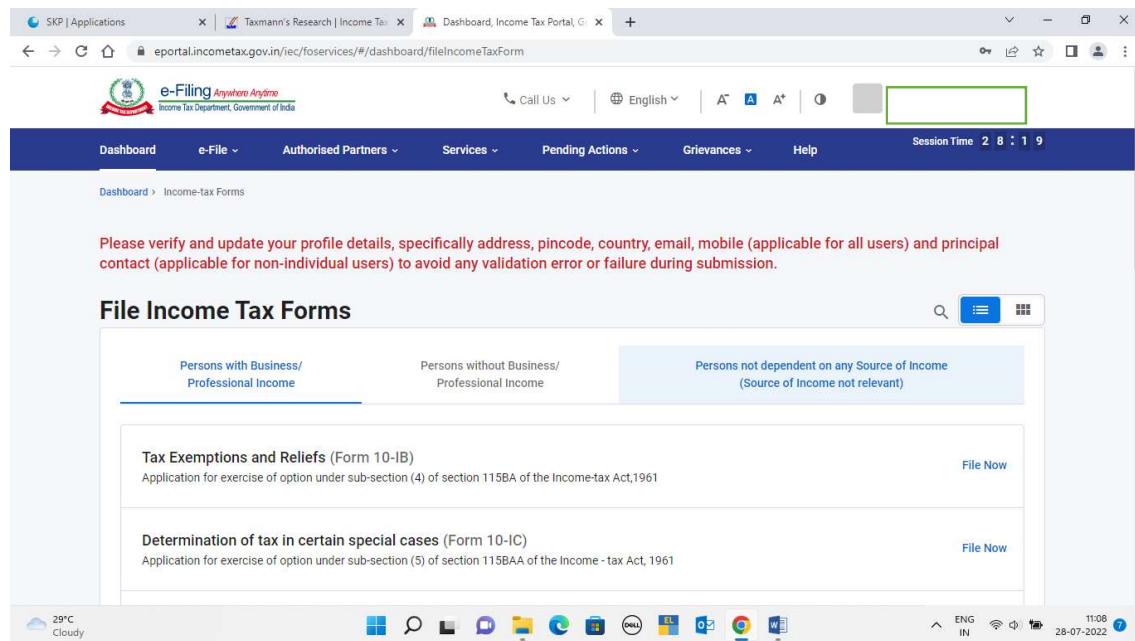 SKP | Applications
Taxmann's Research | Income Tax
Dashboard, Income Tax Portal, G
eportal.incometax.gov.in/iec/foservices/#/dashboard/fileIncomeTaxForm
e-Filing Anywhere Anytime
Income Tax Department, Government of India
Call Us
English
A- A A+
Dashboard e-File Authorised Partners Services Pending Actions Grievances Help
Session Time 2 8 : 1 9
Dashboard > Income-tax Forms
Please verify and update your profile details, specifically address, pincode, country, email, mobile (applicable for all users) and principal
contact (applicable for non-individual users) to avoid any validation error or failure during submission.
File Income Tax Forms
Persons with Business/
Professional Income
Persons without Business/
Professional Income
Persons not dependent on any Source of Income
(Source of Income not relevant)
Tax Exemptions and Reliefs (Form 10-IB)
Application for exercise of option under sub-section (4) of section 115BA of the Income-tax Act,1961
File Now
Determination of tax in certain special cases (Form 10-IC)
Application for exercise of option under sub-section (5) of section 115BAA of the Income - tax Act, 1961
File Now
29°C
Cloudy
DELL
EL
ENG
IN
11:08
28-07-2022
7